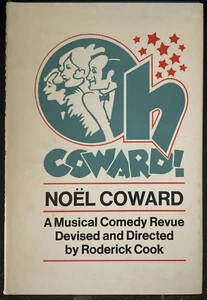 Oh
COWARD!
NOËL COWARD
A Musical Comedy Revue
Devised and Directed
by Roderick Cook